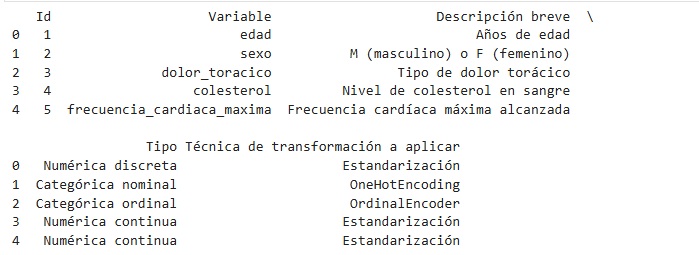 Id Variable Descripción breve \
0 1 edad Años de edad
1 2 sexo M (masculino) o F (femenino)
2 3 dolor_toracico Tipo de dolor torácico
3 4 colesterol Nivel de colesterol en sangre
4 5 frecuencia_cardiaca_maxima Frecuencia cardíaca máxima alcanzada
Tipo Técnica de transformación a aplicar
0 Numérica discreta Estandarización
1 Categórica nominal OneHotEncoding
2 Categórica ordinal OrdinalEncoder
3 Numérica continua Estandarización
4 Numérica continua Estandarización